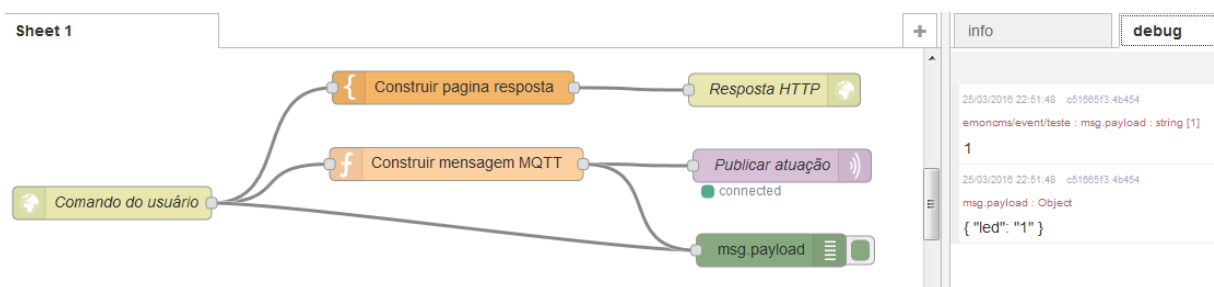 Sheet 1
+
info
debug
Construir pagina resposta
Resposta HTTP
Construir mensagem MQTT
Publicar atuação
connected
Comando do usuário
msg.payload
25/03/2016 22:51:48 c51665f3.4b454
emoncms/event/teste : msg.payload : string [1]
1
25/03/2016 22:51:48 c51665f3.4b454
msg.payload : Object
{ "led": "1" }